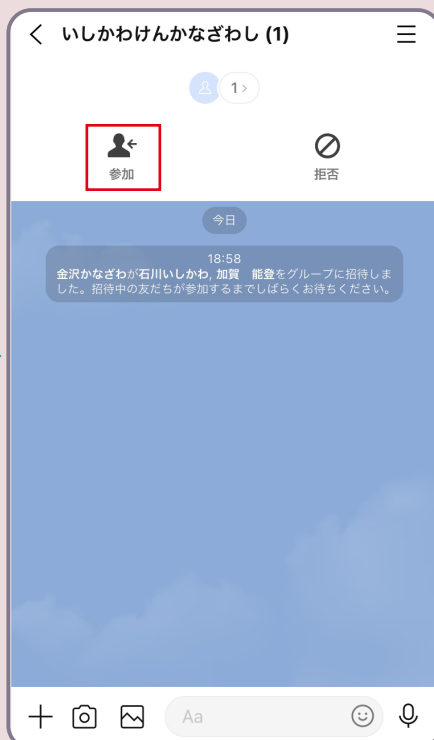 いしかわけんかなざわし (1)
1
参加
拒否
今日
18:58
金沢かなざわが石川いしかわ, 加賀　能登をグループに招待しま
した。招待中の友だちが参加するまでしばらくお待ちください。
Aa